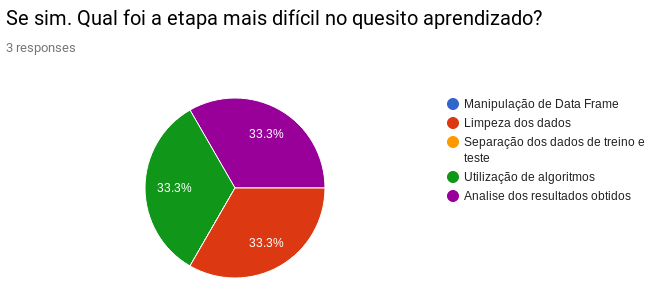 Se sim. Qual foi a etapa mais difícil no quesito aprendizado?
3 responses
33.3%
33.3%
33.3%
Manipulação de Data Frame
Limpeza dos dados
Separação dos dados de treino e
teste
Utilização de algoritmos
Analise dos resultados obtidos